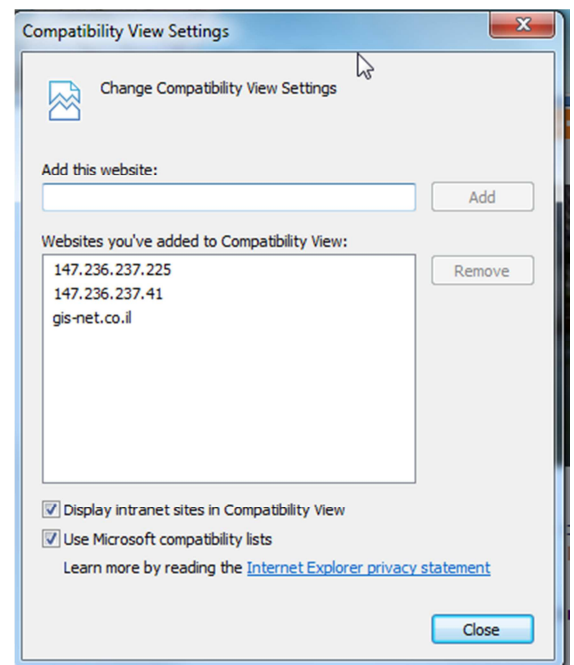 Compatibility View Settings
Change Compatibility View Settings
Add this website:
Add
Websites you've added to Compatibility View:
147.236.237.225
147.236.237.41
gis-net.co.il
Remove
Display intranet sites in Compatibility View
Use Microsoft compatibility lists
Learn more by reading the Internet Explorer privacy statement
Close